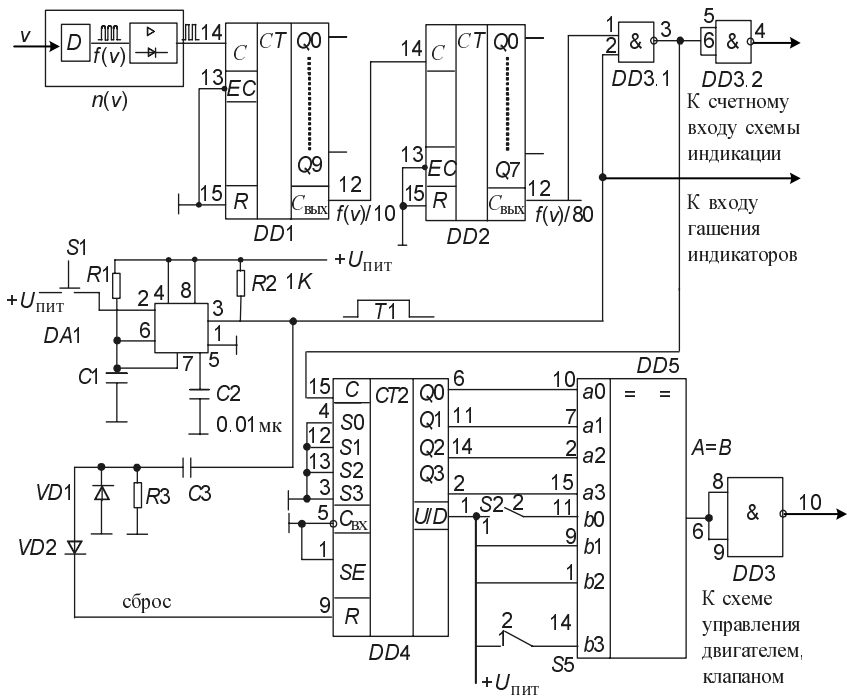 v
D
f(v)
n(v)
14
C
CT
Q0
13
EC
Q9
15
R
Cвых
12
f(v)/10
DD1
14
C
CT
Q0
13
EC
Q7
15
R
Cвых
12
f(v)/80
DD2
1
2
&
3
DD3.1
5
6
&
4
DD3.2
К счетному
входу схемы
индикации
К входу
гашения
индикаторов
S1
+Uпит
R1
4
8
R2 1K
+Uпит
2
3
6
1
7
5
DA1
C1
C2
0.01мк
T1
VD1
R3
C3
VD2
сброс
15
C
CT2
Q0
6
4
S0
Q1
11
12
S1
Q2
14
13
S2
Q3
2
3
S3
5
Cвх
U/D
1
1
SE
9
R
DD4
DD5
10
a0
= =
7
a1
2
a2
15
a3
S2
2
1
11
b0
9
b1
1
b2
2
1
14
b3
S5
+Uпит
A=B
6
8
9
&
10
DD3
К схеме
управления
двигателем,
клапаном